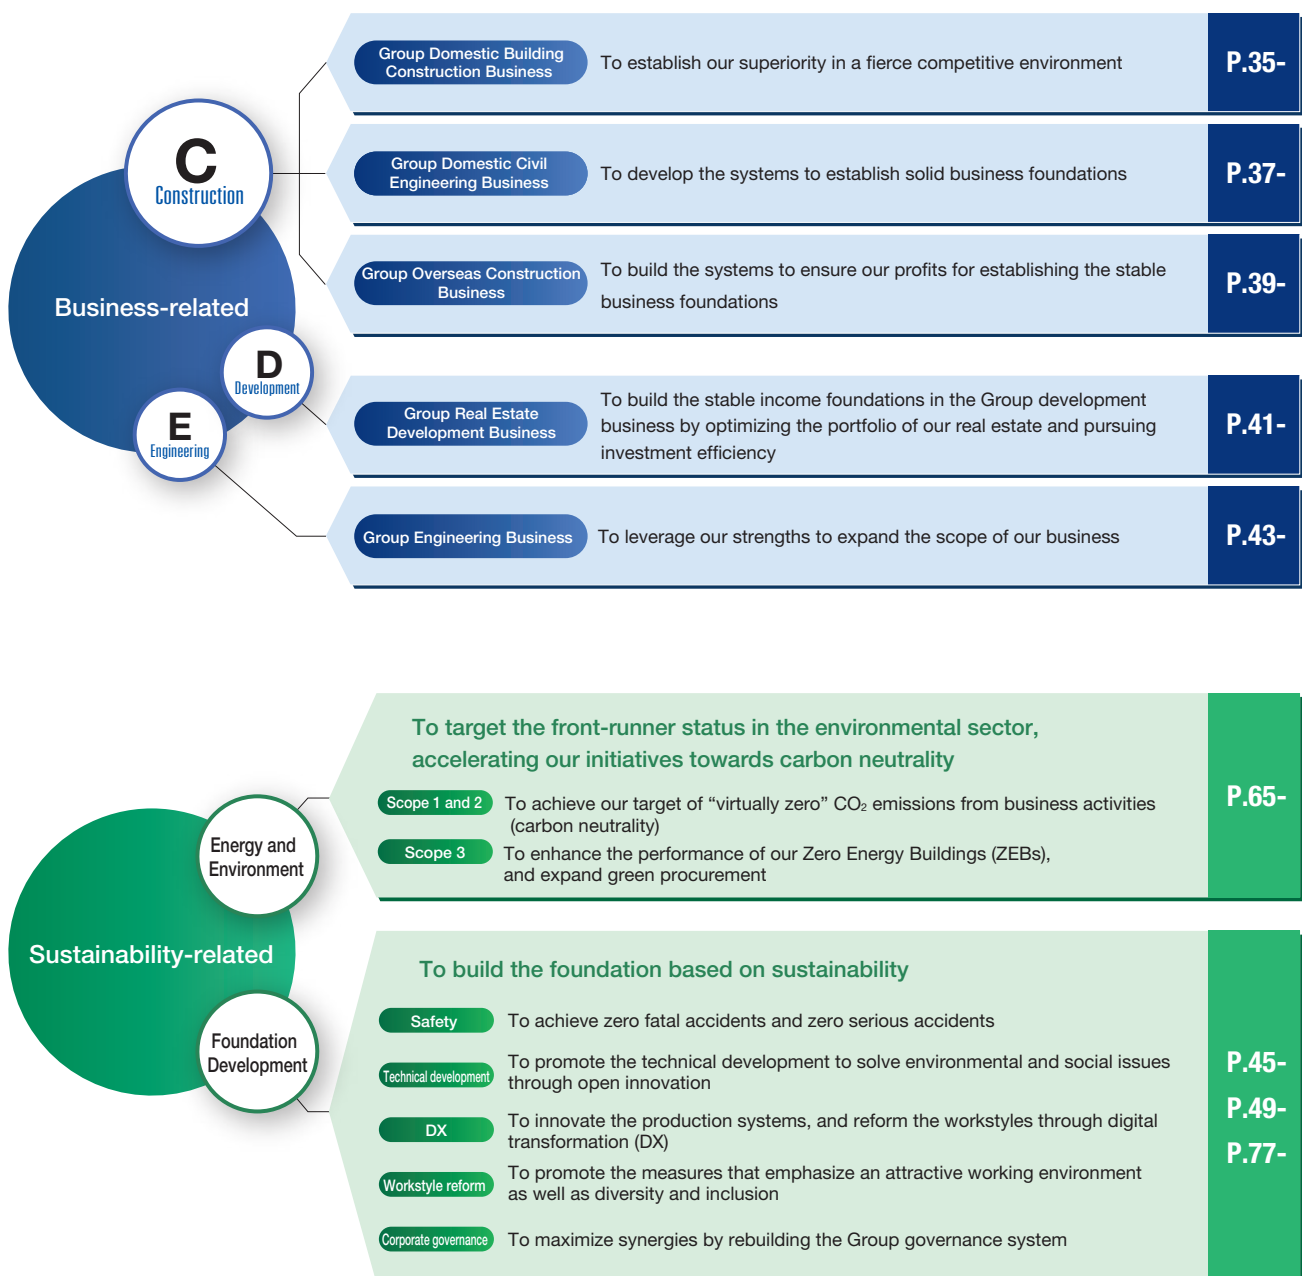 Group Domestic Building
Construction Business
To establish our superiority in a fierce competitive environment
P.35-
C
Construction
Group Domestic Civil
Engineering Business
To develop the systems to establish solid business foundations
P.37-
Group Overseas Construction
Business
To build the systems to ensure our profits for establishing the stable
business foundations
P.39-
Business-related
D
Development
Group Real Estate
Development Business
To build the stable income foundations in the Group development
business by optimizing the portfolio of our real estate and pursuing
investment efficiency
P.41-
E
Engineering
Group Engineering Business
To leverage our strengths to expand the scope of our business
P.43-
To target the front-runner status in the environmental sector,
accelerating our initiatives towards carbon neutrality
Scope 1 and 2
To achieve our target of “virtually zero” CO₂ emissions from business activities
(carbon neutrality)
Scope 3
To enhance the performance of our Zero Energy Buildings (ZEBs),
and expand green procurement
P.65-
Energy and
Environment
Sustainability-related
Foundation
Development
To build the foundation based on sustainability
Safety
To achieve zero fatal accidents and zero serious accidents
Technical development
To promote the technical development to solve environmental and social issues
through open innovation
DX
To innovate the production systems, and reform the workstyles through digital
transformation (DX)
Workstyle reform
To promote the measures that emphasize an attractive working environment
as well as diversity and inclusion
Corporate governance
To maximize synergies by rebuilding the Group governance system
P.45-
P.49-
P.77-